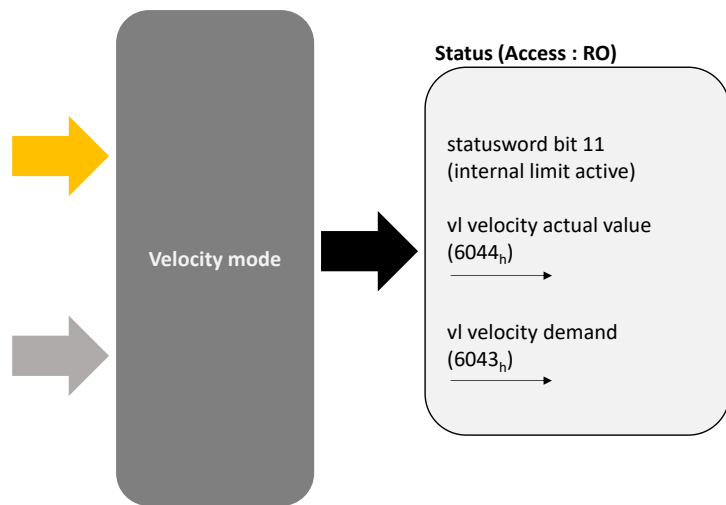 Velocity mode
Status (Access : RO)
statusword bit 11
(internal limit active)
vl velocity actual value
(6044ₕ)
vl velocity demand
(6043ₕ)